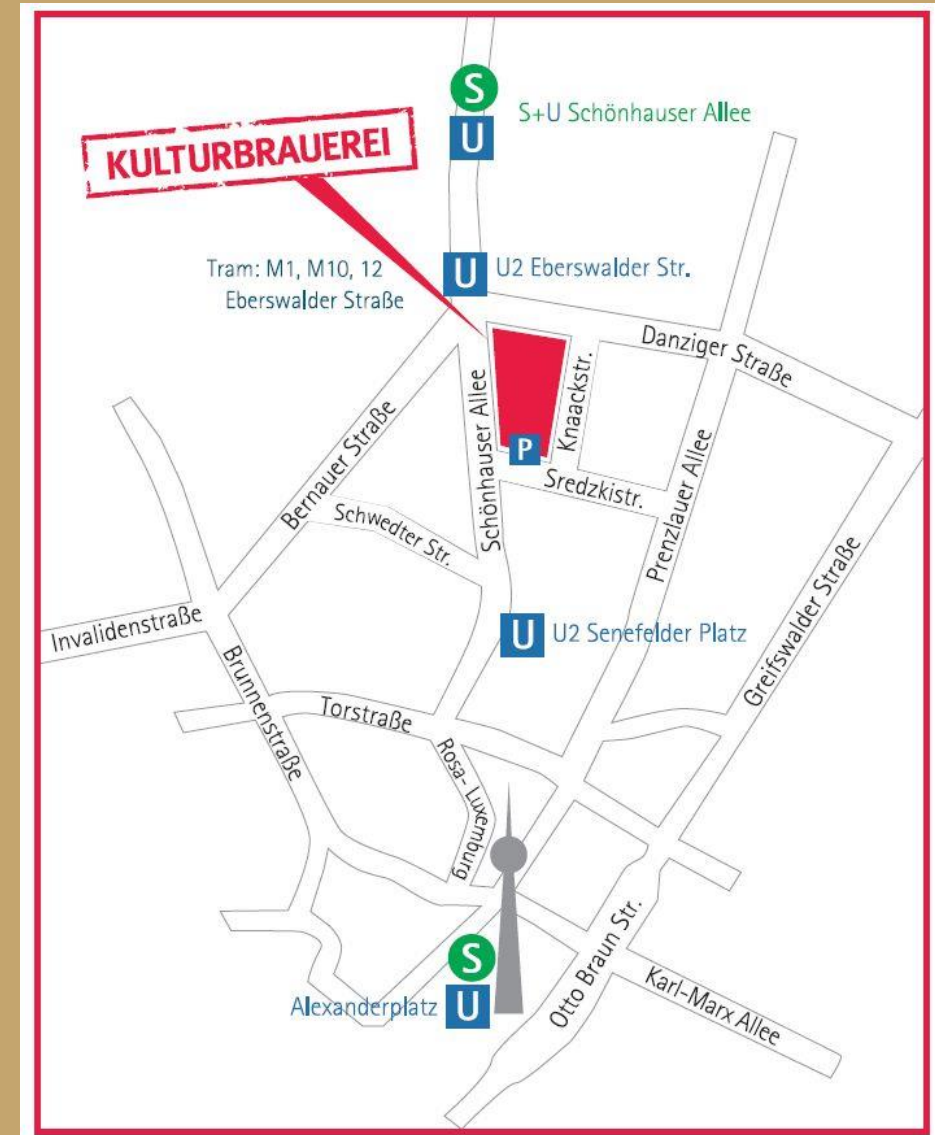 S
S+U Schönhauser Allee
U
KULTURBRAUEREI
U
U2 Eberswalder Str.
Tram: M1, M10, 12
Eberswalder Straße
Danziger Straße
Knaackstr.
Schönhauser Allee
P
Bernauer Straße
Sredzkistr.
Prenzlauer Allee
Schwedter Str.
Greifswalder Straße
Invalidenstraße
U
U2 Senefelder Platz
Brunnenstraße
Torstraße
Rosa-Luxemburg
Otto Braun Str.
S
Karl-Marx Allee
Alexanderplatz
U